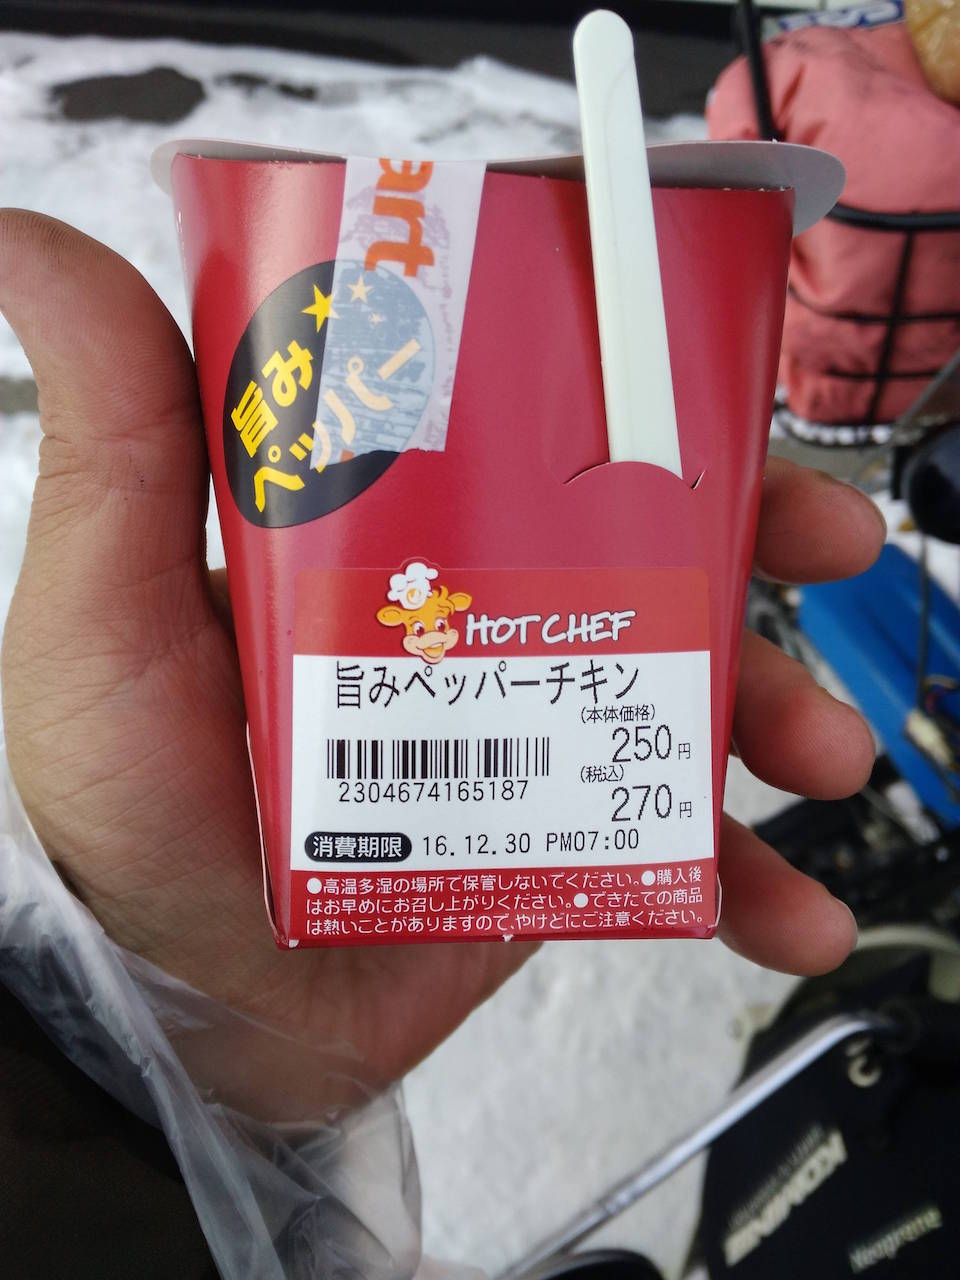 art
旨み
ペッパー
HOT CHEF
旨みペッパーチキン
(本体価格)
250円
(税込)
270円
2304674165187
消費期限 16.12.30 PM07:00
●高温多湿の場所で保管しないでください。●購入後
はお早めにお召し上がりください。●できたての商品
は熱いことがありますので、やけどにご注意ください。
KOMINE